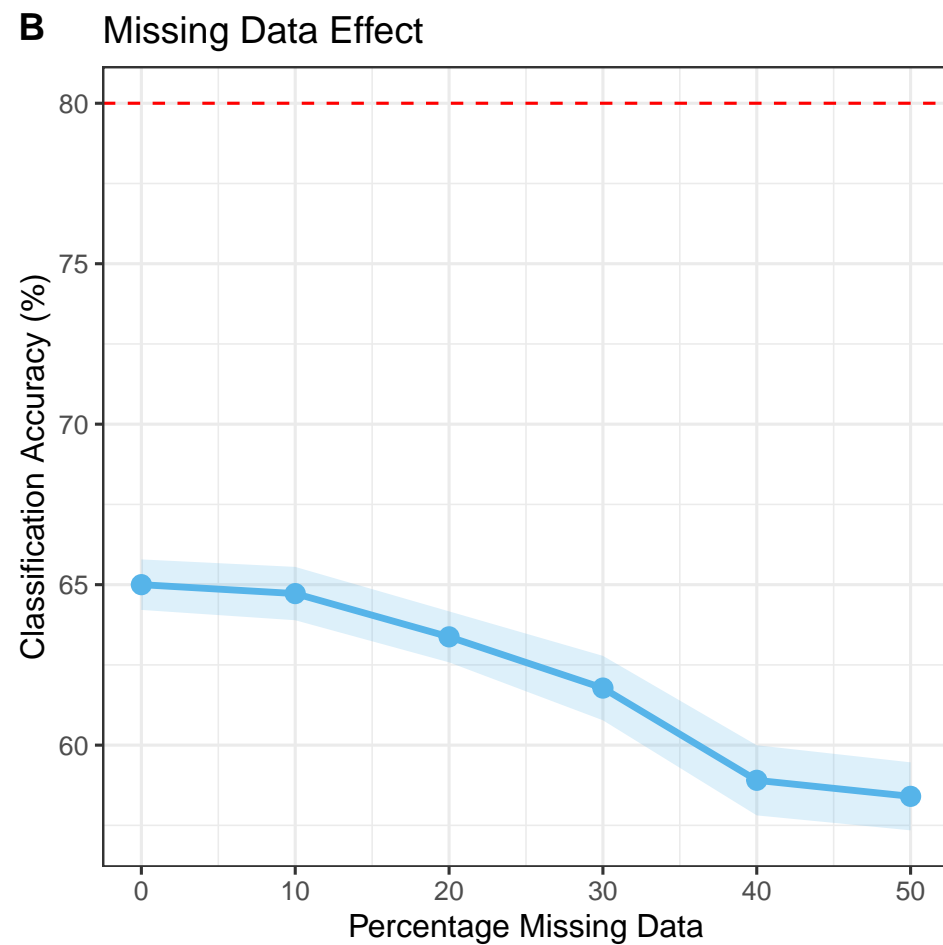 B Missing Data Effect
Classification Accuracy (%)
80
75
70
65
60
0 10 20 30 40 50
Percentage Missing Data